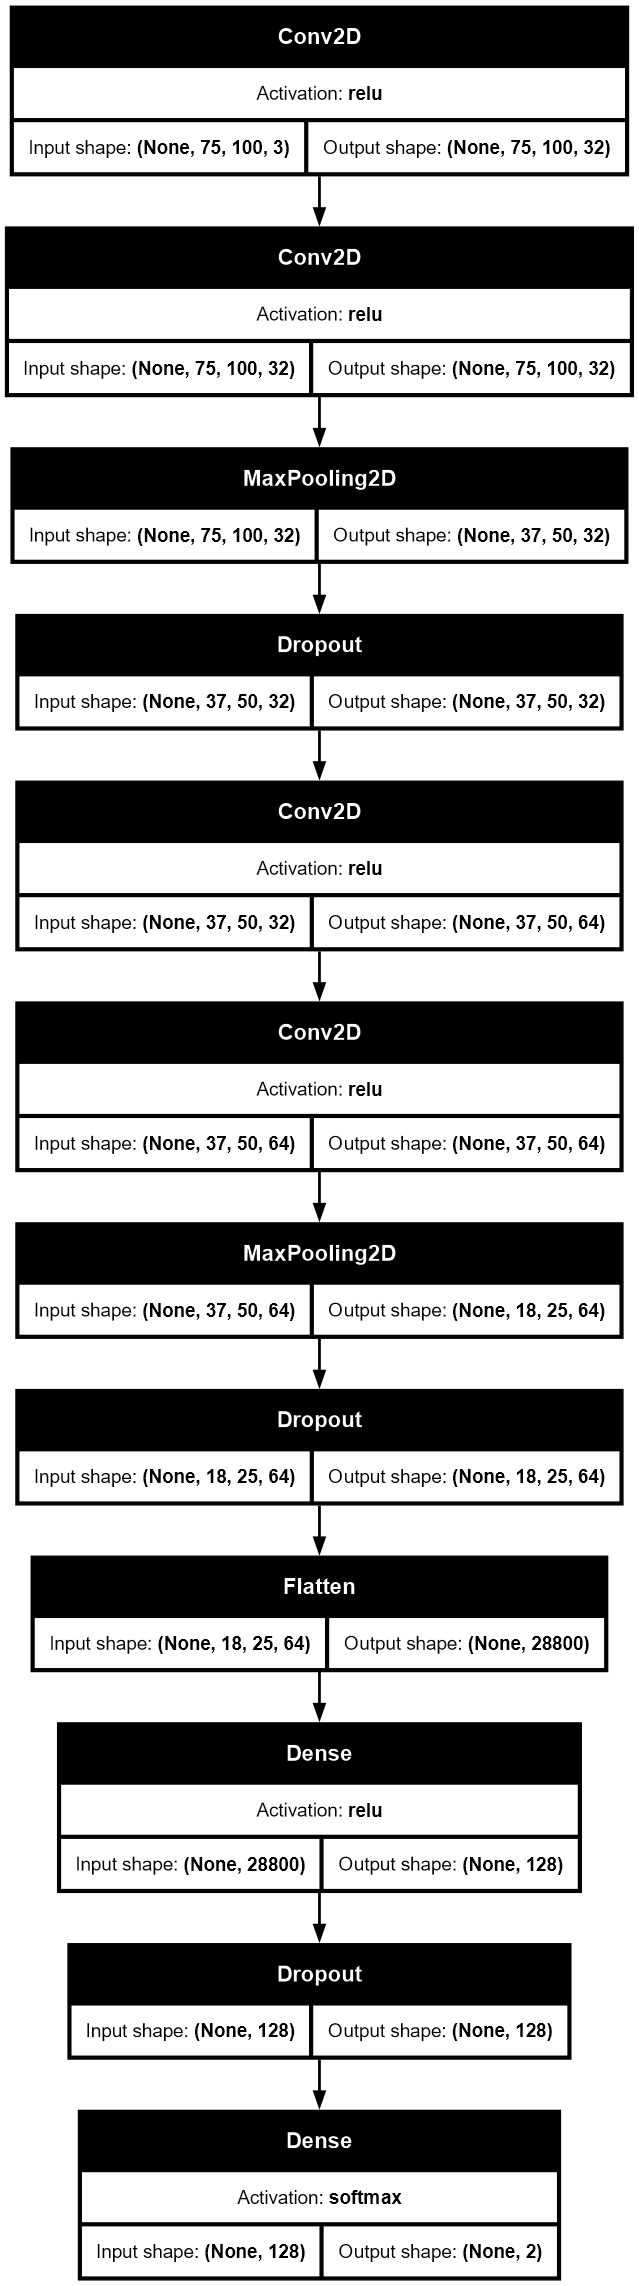 Conv2D
Activation: relu
Input shape: (None, 75, 100, 3) Output shape: (None, 75, 100, 32)
Conv2D
Activation: relu
Input shape: (None, 75, 100, 32) Output shape: (None, 75, 100, 32)
MaxPooling2D
Input shape: (None, 75, 100, 32) Output shape: (None, 37, 50, 32)
Dropout
Input shape: (None, 37, 50, 32) Output shape: (None, 37, 50, 32)
Conv2D
Activation: relu
Input shape: (None, 37, 50, 32) Output shape: (None, 37, 50, 64)
Conv2D
Activation: relu
Input shape: (None, 37, 50, 64) Output shape: (None, 37, 50, 64)
MaxPooling2D
Input shape: (None, 37, 50, 64) Output shape: (None, 18, 25, 64)
Dropout
Input shape: (None, 18, 25, 64) Output shape: (None, 18, 25, 64)
Flatten
Input shape: (None, 18, 25, 64) Output shape: (None, 28800)
Dense
Activation: relu
Input shape: (None, 28800) Output shape: (None, 128)
Dropout
Input shape: (None, 128) Output shape: (None, 128)
Dense
Activation: softmax
Input shape: (None, 128) Output shape: (None, 2)